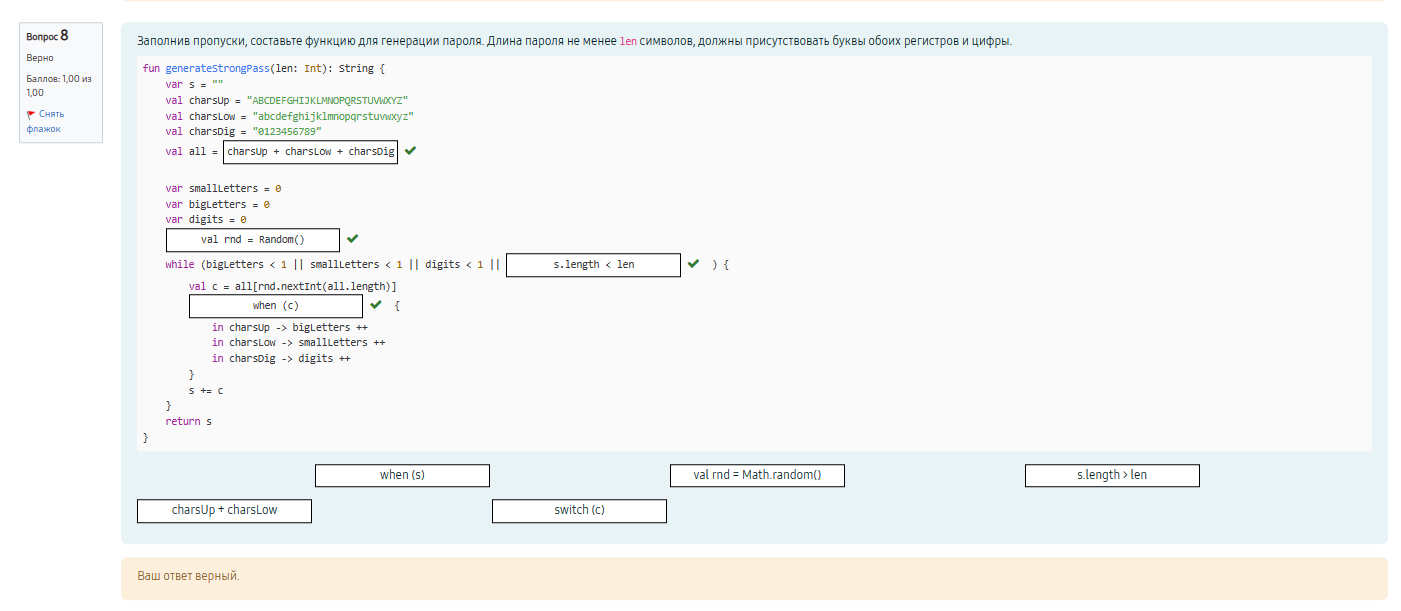 Вопрос 8
Верно
Баллов: 1,00 из
1,00
Снять
флажок
Заполнив пропуски, составьте функцию для генерации пароля. Длина пароля не менее len символов, должны присутствовать буквы обоих регистров и цифры.
fun generateStrongPass(len: Int): String {
var s = ""
val charsUp = "ABCDEFGHIJKLMNOPQRSTUVWXYZ"
val charsLow = "abcdefghijklmnopqrstuvwxyz"
val charsDig = "0123456789"
val all = charsUp + charsLow + charsDig
var smallLetters = 0
var bigLetters = 0
var digits = 0
val rnd = Random()
while (bigLetters < 1 || smallLetters < 1 || digits < 1 || s.length < len ) {
val c = all[rnd.nextInt(all.length)]
when (c) {
in charsUp -> bigLetters ++
in charsLow -> smallLetters ++
in charsDig -> digits ++
}
s += c
}
return s
}
when (s) val rnd = Math.random() s.length > len
charsUp + charsLow switch (c)
Ваш ответ верный.